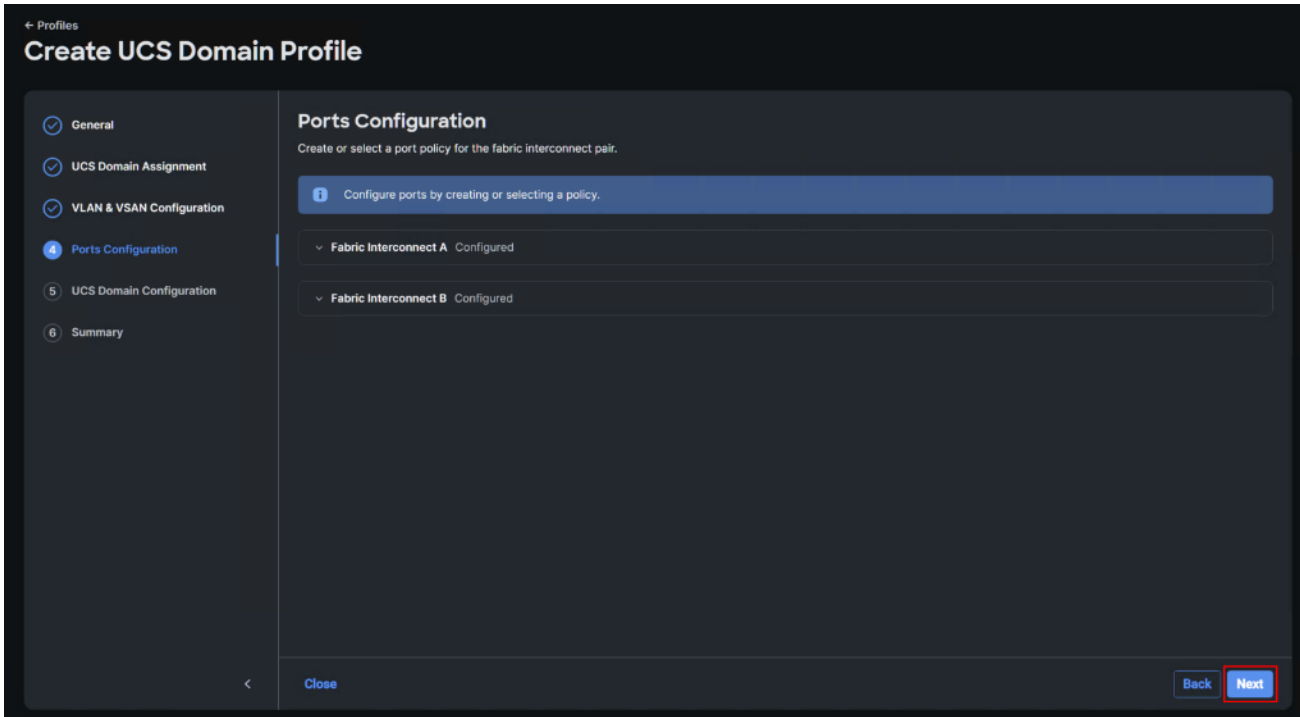 ← Profiles
Create UCS Domain Profile
General
UCS Domain Assignment
VLAN & VSAN Configuration
4 Ports Configuration
5 UCS Domain Configuration
6 Summary
Ports Configuration
Create or select a port policy for the fabric interconnect pair.
Configure ports by creating or selecting a policy.
Fabric Interconnect A Configured
Fabric Interconnect B Configured
Close
Back
Next